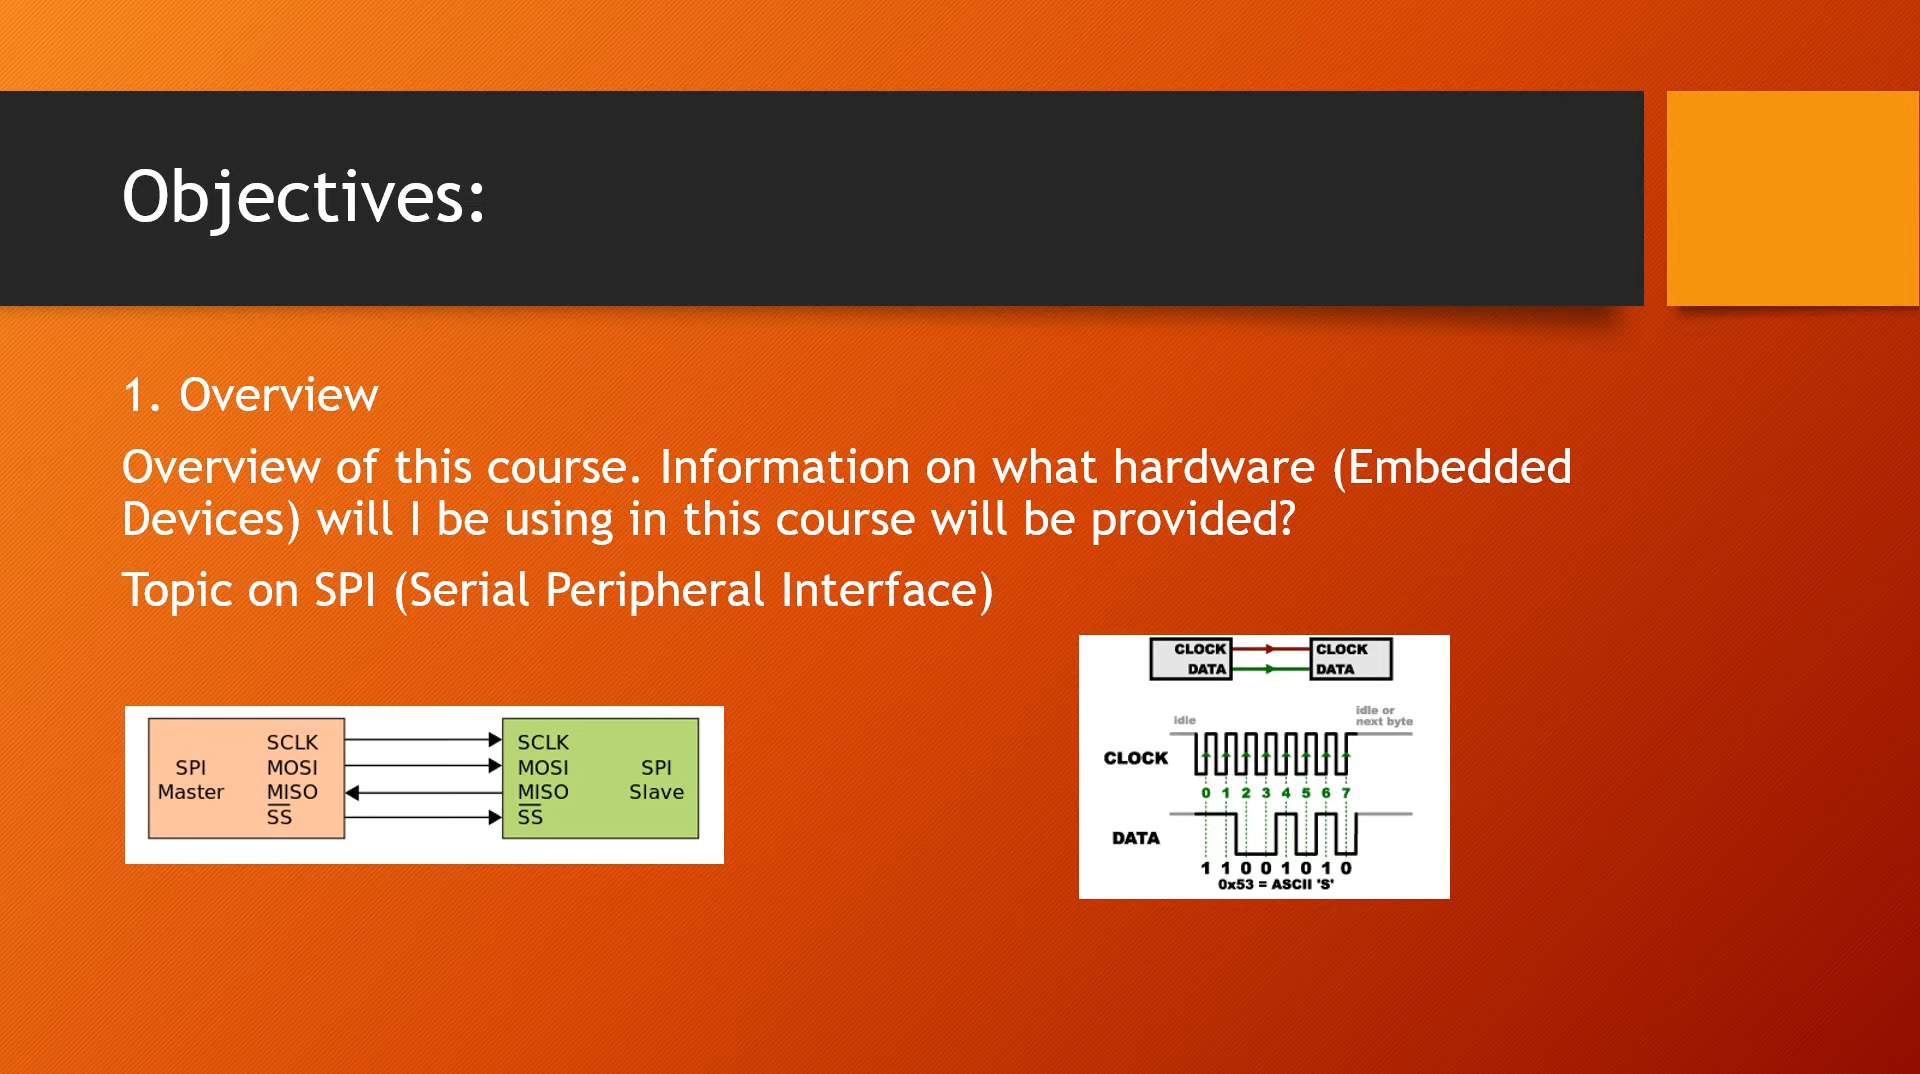 Objectives:
1. Overview
Overview of this course. Information on what hardware (Embedded
Devices) will I be using in this course will be provided?
Topic on SPI (Serial Peripheral Interface)
SPI
Master
SCLK
MOSI
MISO
SS
SCLK
MOSI
MISO
SS
SPI
Slave
CLOCK
DATA
CLOCK
DATA
idle
idle or
next byte
CLOCK
0 1 2 3 4 5 6 7
DATA
1 1 0 0 1 0 1 0
0x53 = ASCII 'S'